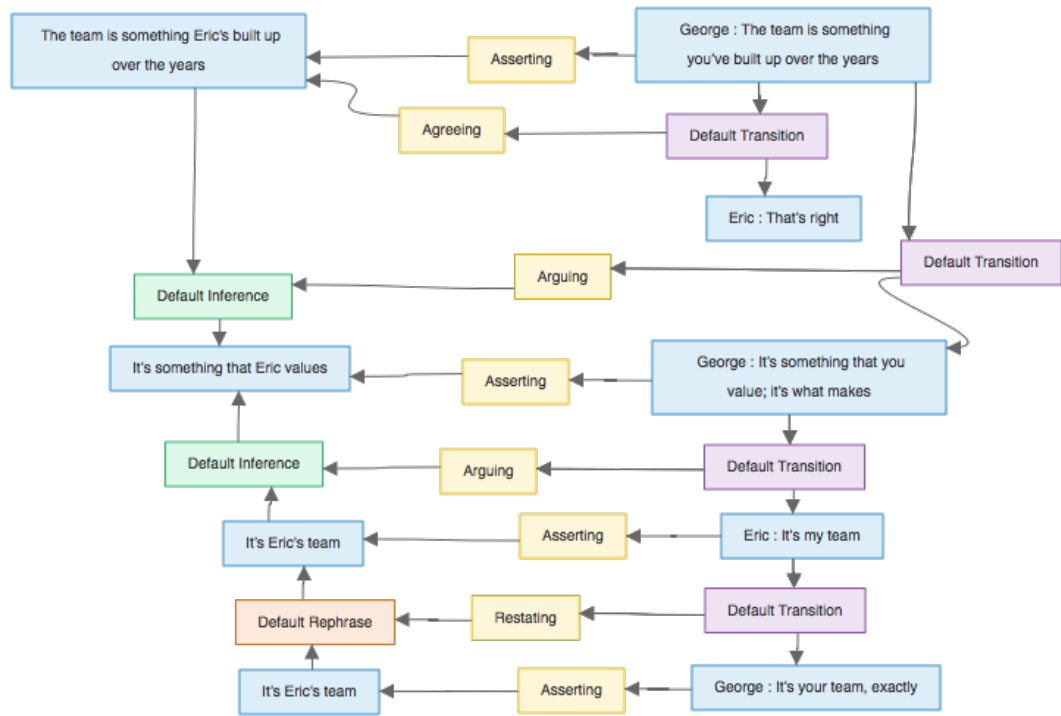 The team is something Eric's built up
over the years
Asserting
George : The team is something
you've built up over the years
Agreeing
Default Transition
Eric : That's right
Default Transition
Arguing
Default Inference
It's something that Eric values
Asserting
George : It's something that you
value; it's what makes
Default Inference
Arguing
Default Transition
It's Eric's team
Asserting
Eric : It's my team
Default Rephrase
Restating
Default Transition
It's Eric's team
Asserting
George : It's your team, exactly